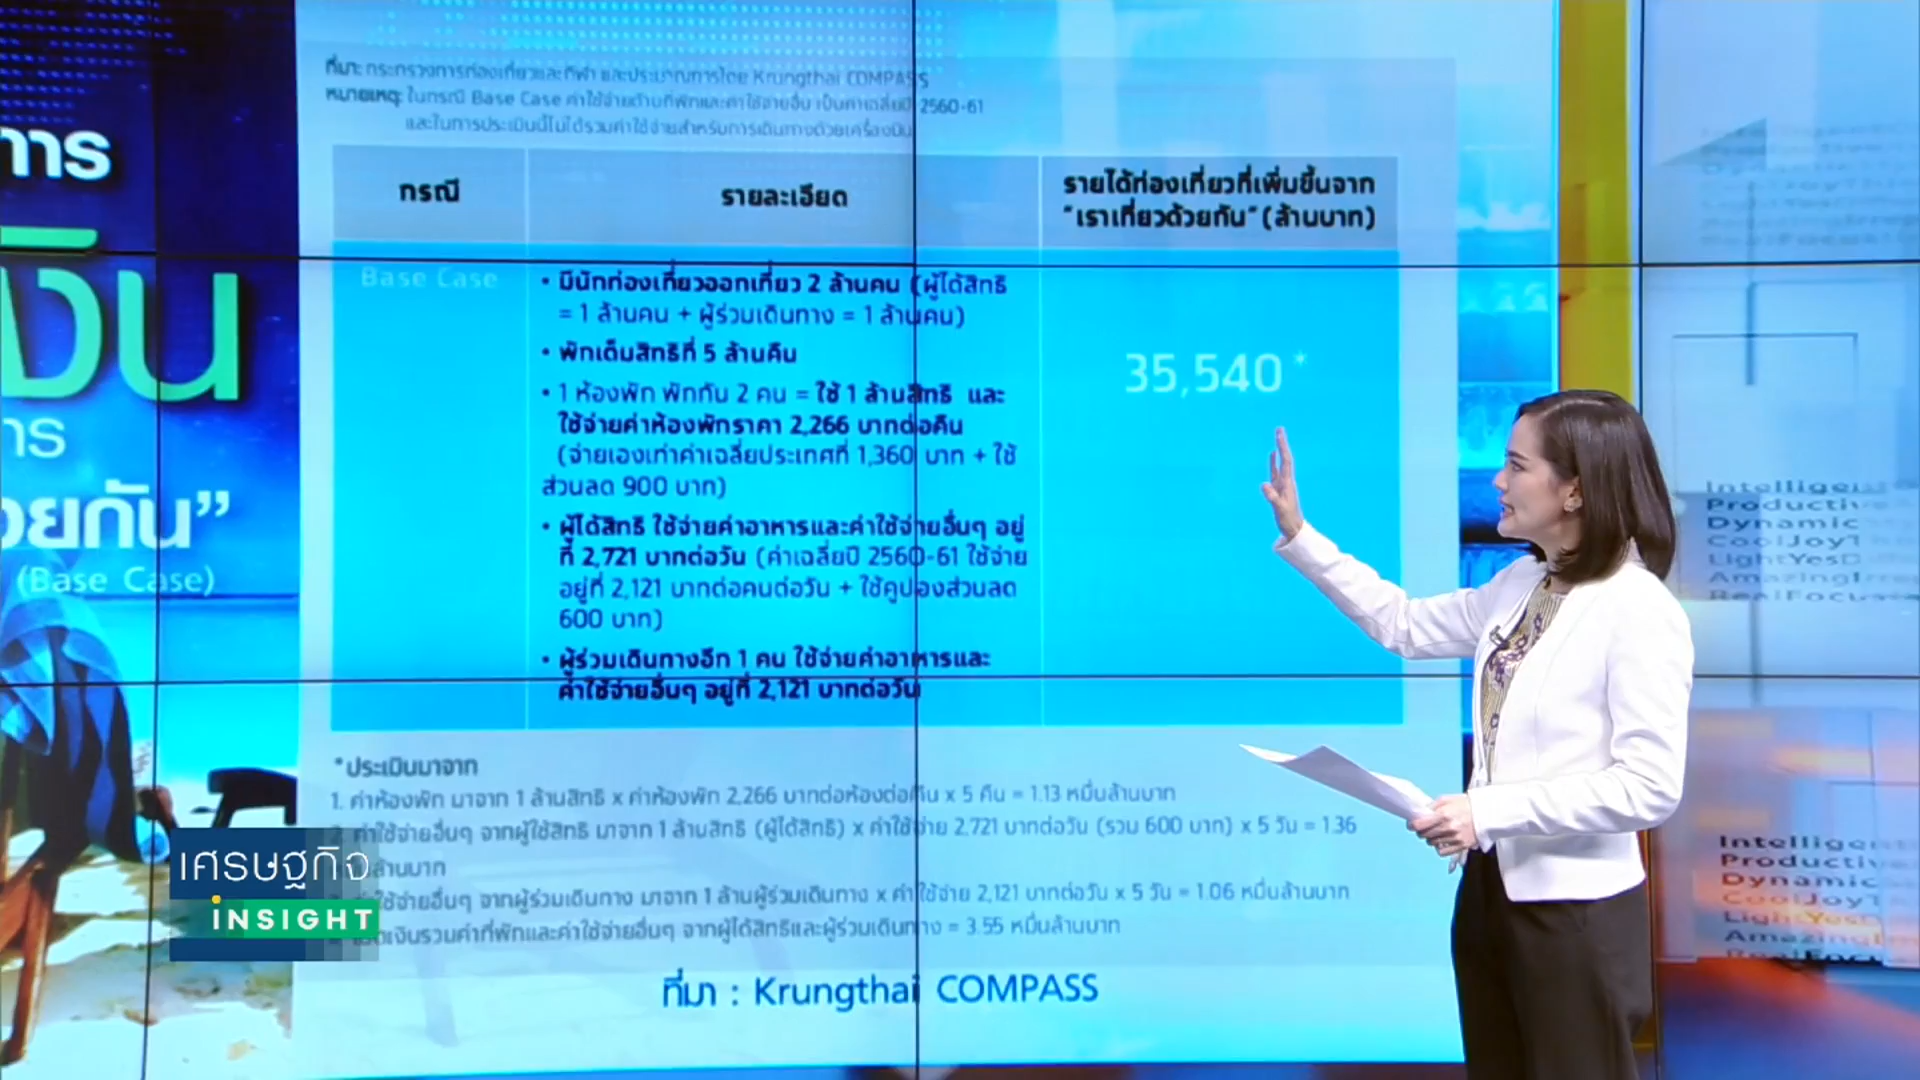 ที่มา: กระทรวงการท่องเที่ยวและกีฬา และประมาณการโดย Krungthai COMPASS
หมายเหตุ: ในกรณี Base Case ค่าใช้จ่ายด้านที่พักและค่าใช้จ่ายอื่น เป็นค่าเฉลี่ยปี 2560-61
และในการประเมินนี้ไม่ได้รวมค่าใช้จ่ายสำหรับการเดินทางด้วยเครื่องบิน
การ
เงิน
วยกัน”
(Base Case)
กรณี
รายละเอียด
รายได้ท่องเที่ยวที่เพิ่มขึ้นจาก
"เราเที่ยวด้วยกัน" (ล้านบาท)
Base Case
• มีนักท่องเที่ยวออกเที่ยว 2 ล้านคน (ผู้ได้สิทธิ
= 1 ล้านคน + ผู้ร่วมเดินทาง = 1 ล้านคน)
• พักเต็มสิทธิที่ 5 ล้านคืน
• 1 ห้องพัก พักกัน 2 คน = ใช้ 1 ล้านสิทธิ และ
ใช้จ่ายค่าห้องพักราคา 2,266 บาทต่อคืน
(จ่ายเองเท่าค่าเฉลี่ยประเทศที่ 1,360 บาท + ใช้
ส่วนลด 900 บาท)
• ผู้ได้สิทธิ ใช้จ่ายค่าอาหารและค่าใช้จ่ายอื่นๆ อยู่
ที่ 2,721 บาทต่อวัน (ค่าเฉลี่ยปี 2560-61 ใช้จ่าย
อยู่ที่ 2,121 บาทต่อคนต่อวัน + ใช้คูปองส่วนลด
600 บาท)
• ผู้ร่วมเดินทางอีก 1 คน ใช้จ่ายค่าอาหารและ
ค่าใช้จ่ายอื่นๆ อยู่ที่ 2,121 บาทต่อวัน
35,540*
*ประเมินมาจาก
1. ค่าห้องพัก มาจาก 1 ล้านสิทธิ x ค่าห้องพัก 2,266 บาทต่อห้องต่อคืน x 5 คืน = 1.13 หมื่นล้านบาท
2. ค่าใช้จ่ายอื่นๆ จากผู้ใช้สิทธิ มาจาก 1 ล้านสิทธิ (ผู้ได้สิทธิ) x ค่าใช้จ่าย 2,721 บาทต่อวัน (รวม 600 บาท) x 5 วัน = 1.36
ล้านบาท
ใช้จ่ายอื่นๆ จากผู้ร่วมเดินทาง มาจาก 1 ล้านผู้ร่วมเดินทาง x ค่าใช้จ่าย 2,121 บาทต่อวัน x 5 วัน = 1.06 หมื่นล้านบาท
เงินรวมค่าที่พักและค่าใช้จ่ายอื่นๆ จากผู้ได้สิทธิและผู้ร่วมเดินทาง = 3.55 หมื่นล้านบาท
ที่มา : Krungthai COMPASS
เศรษฐกิจ
INSIGHT
Productiv
Dynamic
CoolJoy
LightYesD
Intellige
Productiv
Dynamic
CoolJoy
LightYes